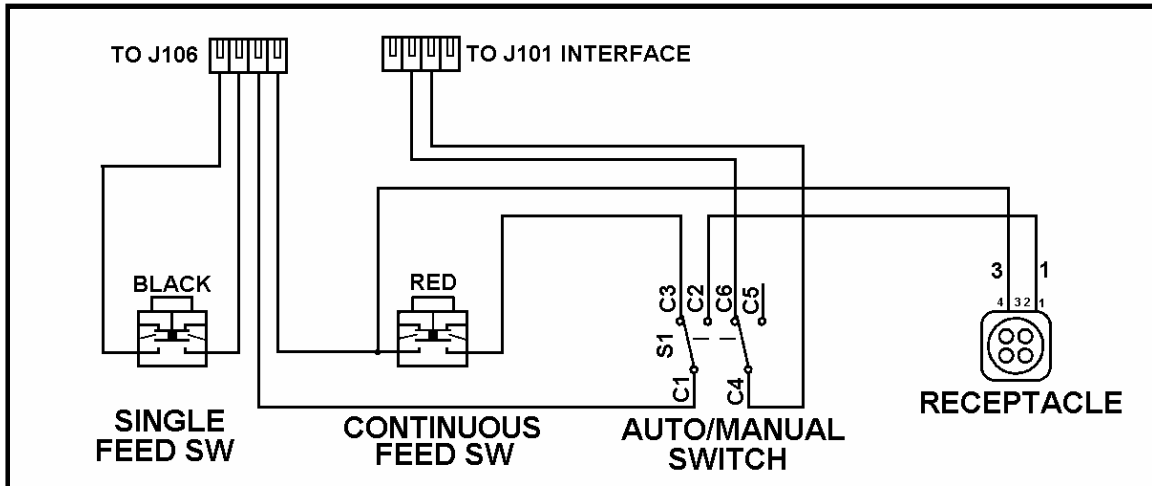 TO J106
TO J101 INTERFACE
BLACK
RED
C3
C2
C6
C5
S1
C1
C4
3
1
4
3
2
1
SINGLE
FEED SW
CONTINUOUS
FEED SW
AUTO/MANUAL
SWITCH
RECEPTACLE